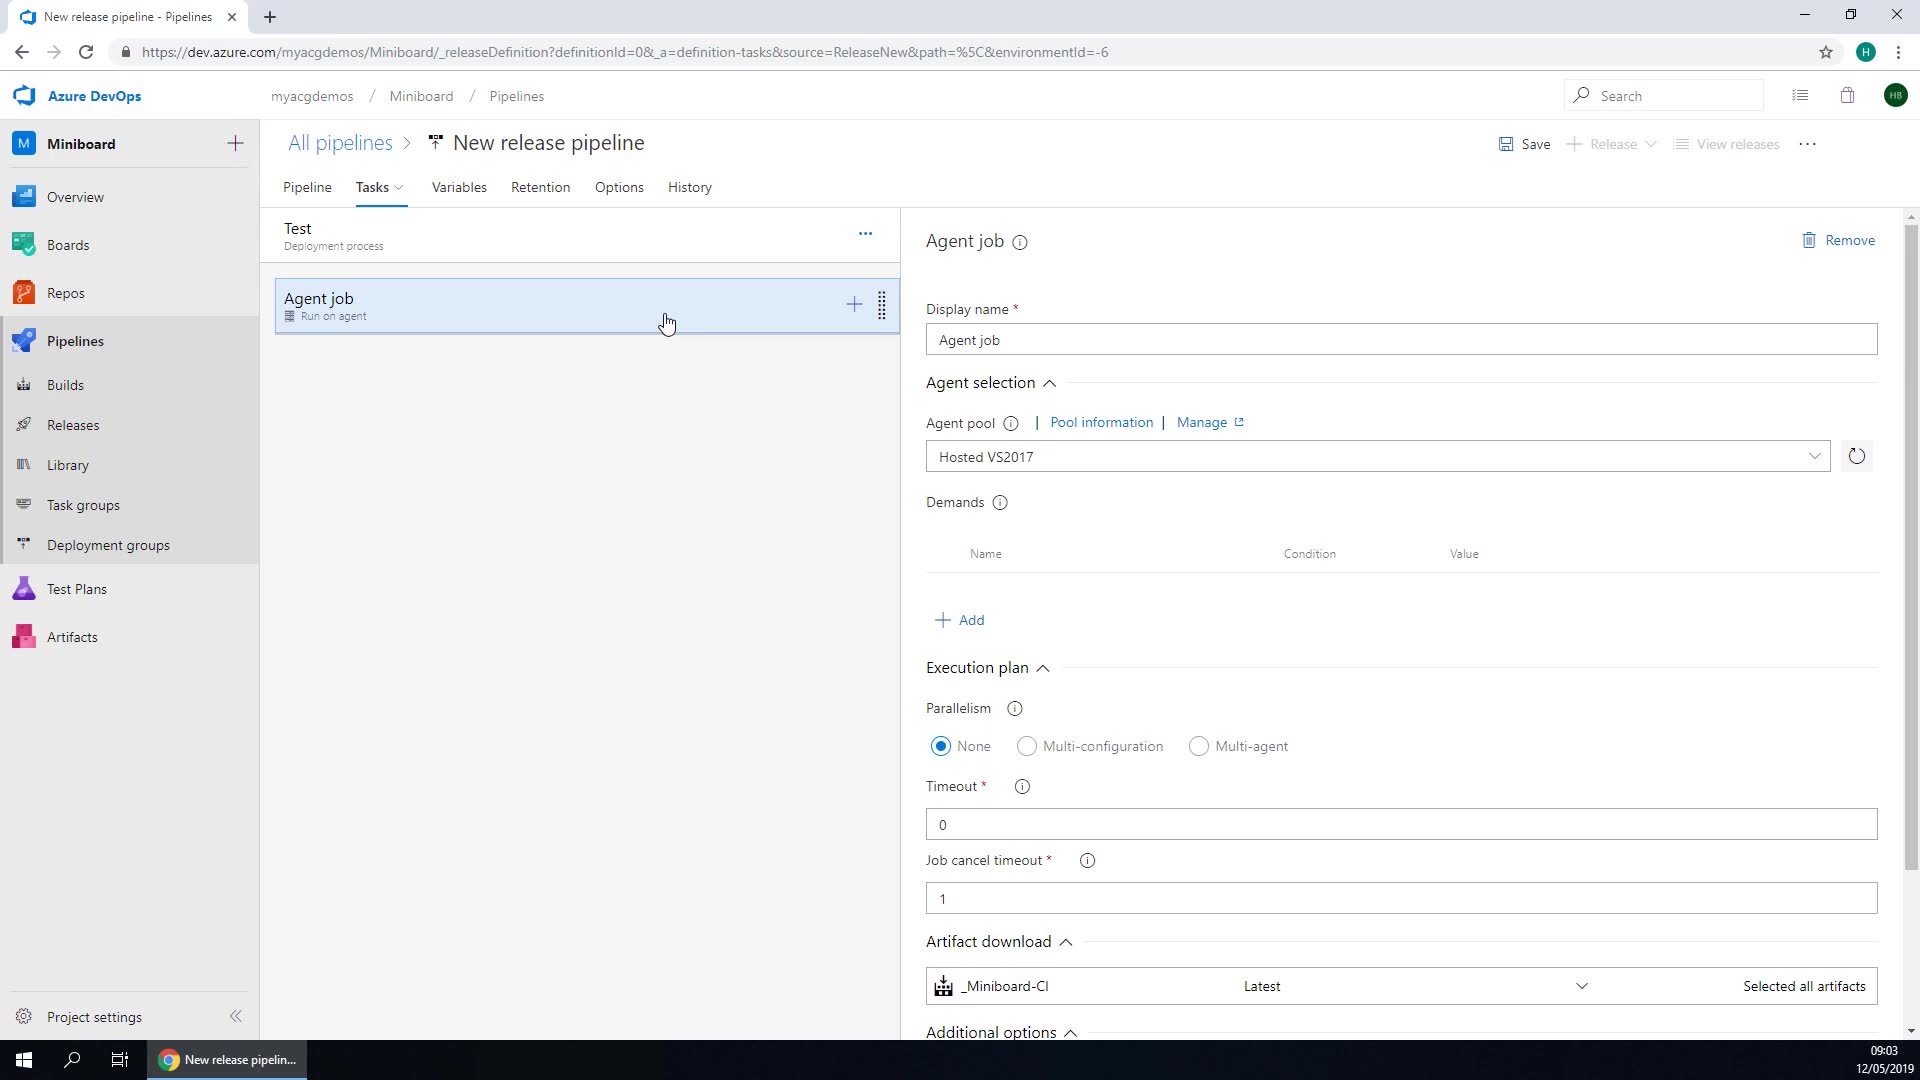 New release pipeline - Pipelines
https://dev.azure.com/myacgdemos/Miniboard/_releaseDefinition?definitionId=0&_a=definition-tasks&source=ReleaseNew&path=%5C&environmentId=-6
H
Azure DevOps
myacgdemos / Miniboard / Pipelines
Search
HB
M Miniboard
Overview
Boards
Repos
Pipelines
Builds
Releases
Library
Task groups
Deployment groups
Test Plans
Artifacts
Project settings
All pipelines > New release pipeline
Save
Release
View releases
Pipeline
Tasks
Variables
Retention
Options
History
Test
Deployment process
Agent job
Run on agent
Agent job
Remove
Display name *
Agent job
Agent selection
Agent pool | Pool information | Manage
Hosted VS2017
Demands
Name Condition Value
Add
Execution plan
Parallelism
None Multi-configuration Multi-agent
Timeout *
0
Job cancel timeout *
1
Artifact download
_Miniboard-CI Latest Selected all artifacts
Additional options
New release pipelin...
09:03
12/05/2019